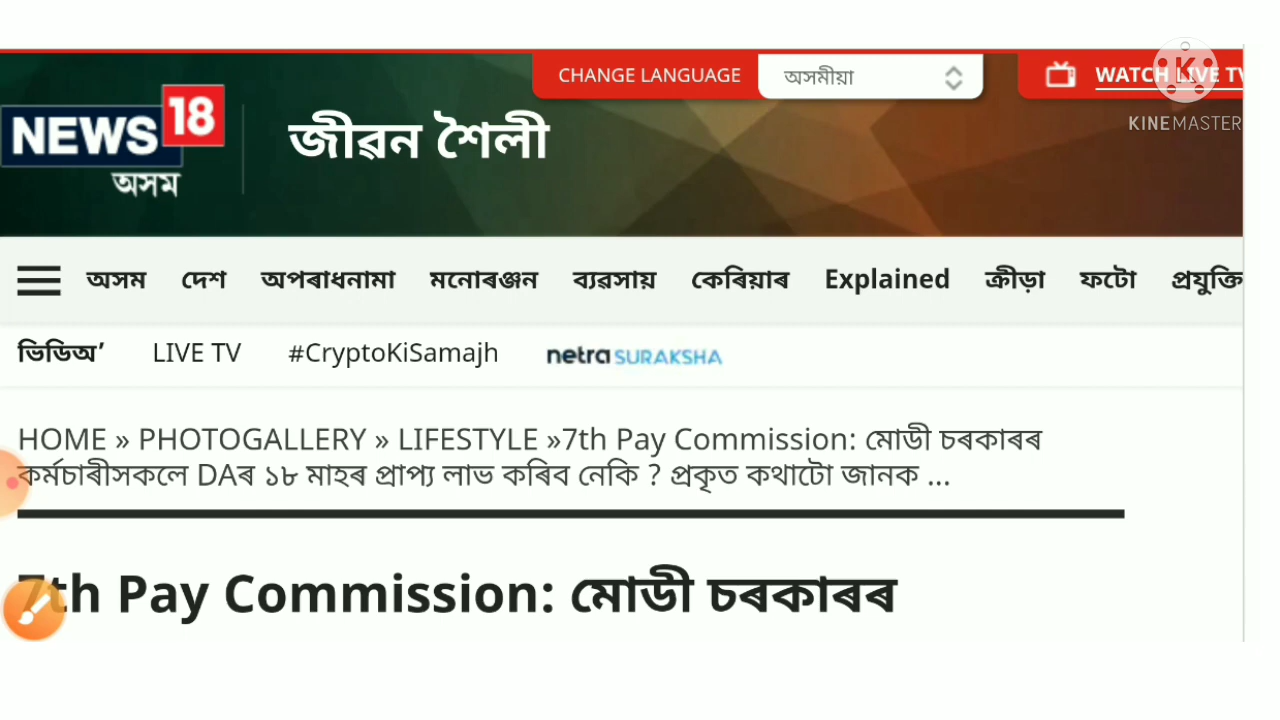 CHANGE LANGUAGE
অসমীয়া
WATCH LIVE TV
KINEMASTER
NEWS 18
অসম
জীৱন শৈলী
অসম দেশ অপৰাধনামা মনোৰঞ্জন ব্যৱসায় কেৰিয়াৰ Explained ক্ৰীড়া ফটো প্ৰযুক্তি
ভিডিঅ’ LIVE TV #CryptoKiSamajh netra SURAKSHA
HOME » PHOTOGALLERY » LIFESTYLE »7th Pay Commission: মোডী চৰকাৰৰ
কৰ্মচাৰীসকলে DAৰ ১৮ মাহৰ প্ৰাপ্য লাভ কৰিব নেকি ? প্ৰকৃত কথাটো জানক ...
7th Pay Commission: মোডী চৰকাৰৰ